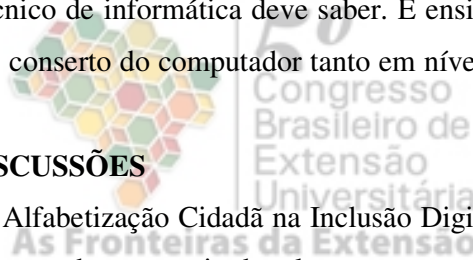 cnico de informática deve saber. E ensi
conserto do computador tanto em níve
5º
Congresso
Brasileiro de
SCUSSÕES
Extensão
Universitária
Alfabetização Cidadã na Inclusão Digi
As Fronteiras da Extensão